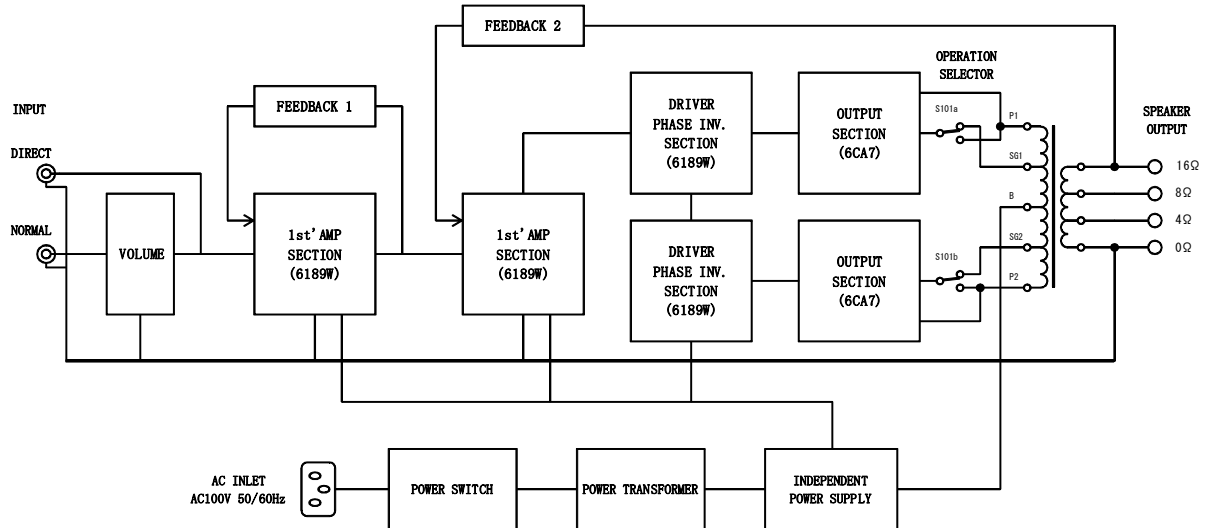 FEEDBACK 2
OPERATION
SELECTOR
INPUT
FEEDBACK 1
DRIVER
PHASE INV.
SECTION
(6189W)
OUTPUT
SECTION
(6CA7)
S101a
P1
SPEAKER
OUTPUT
DIRECT
SG1
16Ω
NORMAL
VOLUME
1st'AMP
SECTION
(6189W)
1st'AMP
SECTION
(6189W)
B
8Ω
DRIVER
PHASE INV.
SECTION
(6189W)
OUTPUT
SECTION
(6CA7)
SG2
4Ω
S101b
P2
0Ω
AC INLET
AC100V 50/60Hz
POWER SWITCH
POWER TRANSFORMER
INDEPENDENT
POWER SUPPLY